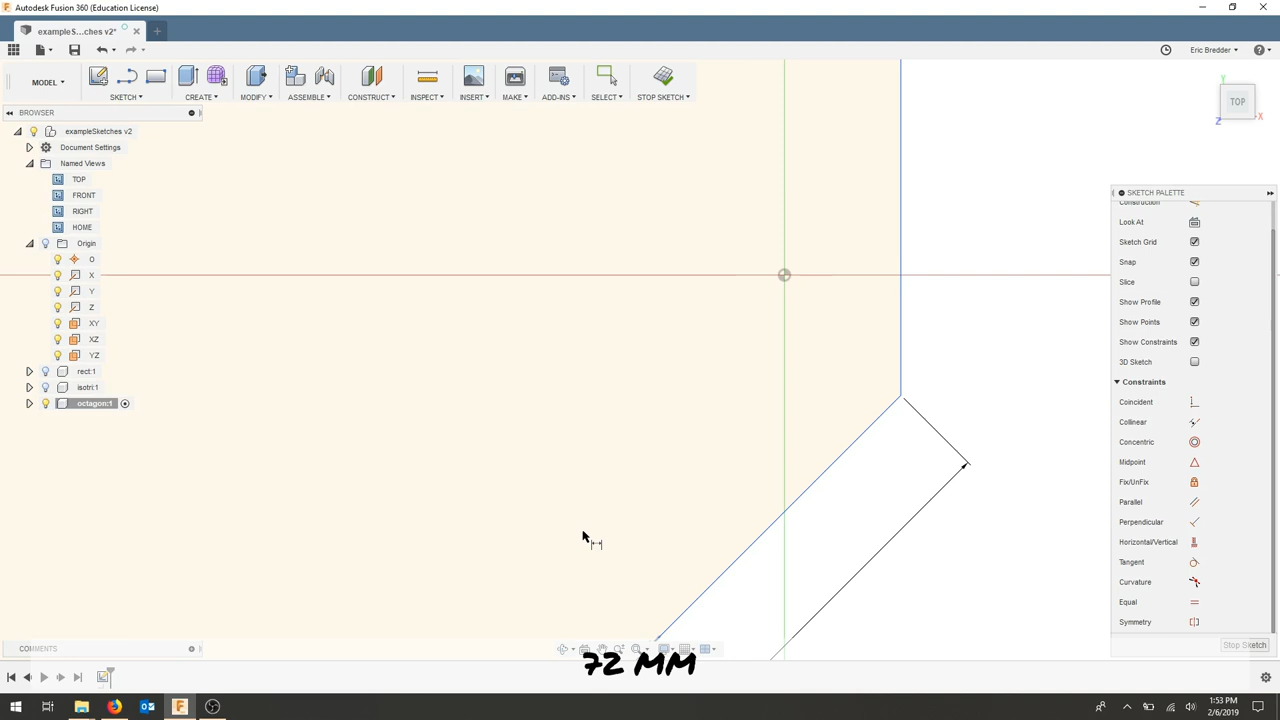 Autodesk Fusion 360 (Education License)
exampleS...ches v2*
Eric Bredder
MODEL
SKETCH
CREATE
MODIFY
ASSEMBLE
CONSTRUCT
INSPECT
INSERT
MAKE
ADD-INS
SELECT
STOP SKETCH
BROWSER
exampleSketches v2
Document Settings
Named Views
TOP
FRONT
RIGHT
HOME
Origin
O
X
Y
Z
XY
XZ
YZ
rect:1
isotri:1
octagon:1
Y
TOP
X
Z
SKETCH PALETTE
Construction
Look At
Sketch Grid
Snap
Slice
Show Profile
Show Points
Show Constraints
3D Sketch
Constraints
Coincident
Collinear
Concentric
Midpoint
Fix/UnFix
Parallel
Perpendicular
Horizontal/Vertical
Tangent
Curvature
Equal
Symmetry
Stop Sketch
COMMENTS
72 MM
1:53 PM
2/6/2019